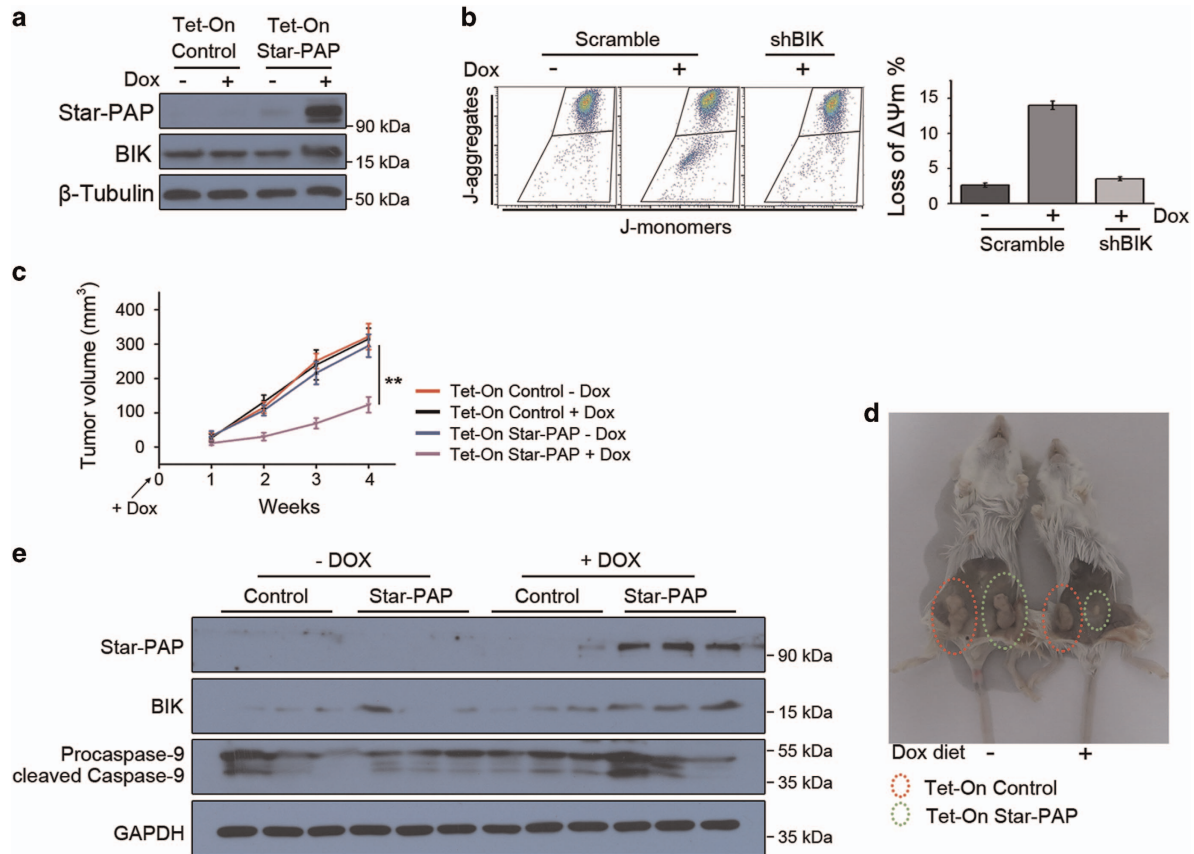 a
Tet-On Control
Tet-On Star-PAP
Dox - + - +
Star-PAP
90 kDa
BIK
15 kDa
β-Tubulin
50 kDa
b
Scramble
shBIK
Dox - + +
J-aggregates
J-monomers
Loss of ΔΨm %
15
10
5
0
- + + Dox
Scramble
shBIK
c
Tumor volume (mm³)
400
300
200
100
0
0 1 2 3 4
+ Dox
Weeks
**
Tet-On Control - Dox
Tet-On Control + Dox
Tet-On Star-PAP - Dox
Tet-On Star-PAP + Dox
d
Dox diet - +
Tet-On Control
Tet-On Star-PAP
e
- DOX
+ DOX
Control
Star-PAP
Control
Star-PAP
Star-PAP
90 kDa
BIK
15 kDa
Procaspase-9
55 kDa
cleaved Caspase-9
35 kDa
GAPDH
35 kDa